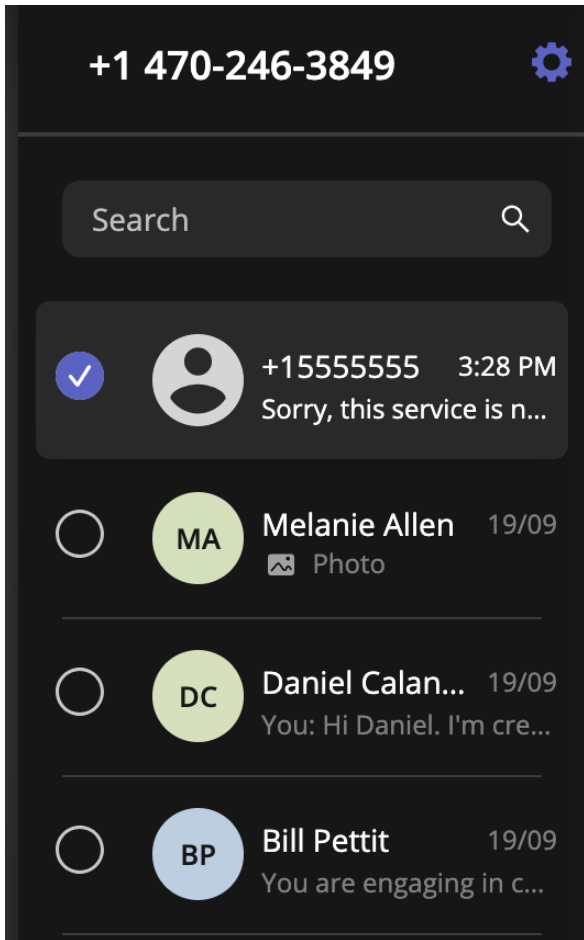 +1 470-246-3849
Search
+15555555 3:28 PM
Sorry, this service is n...
MA
Melanie Allen 19/09
Photo
DC
Daniel Calan... 19/09
You: Hi Daniel. I'm cre...
BP
Bill Pettit 19/09
You are engaging in c...